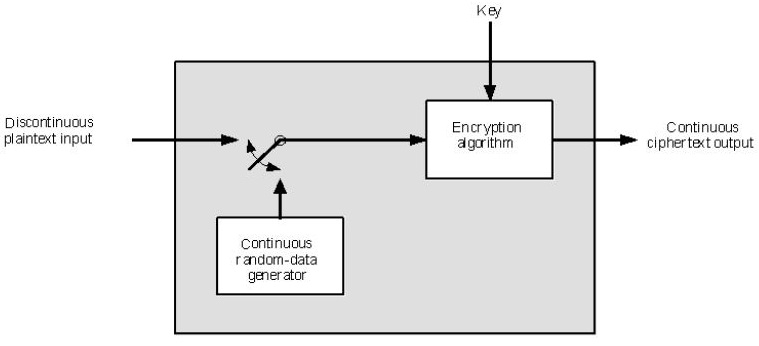 Key
Discontinuous
plaintext input
Encryption
algorithm
Continuous
ciphertext output
Continuous
random-data
generator